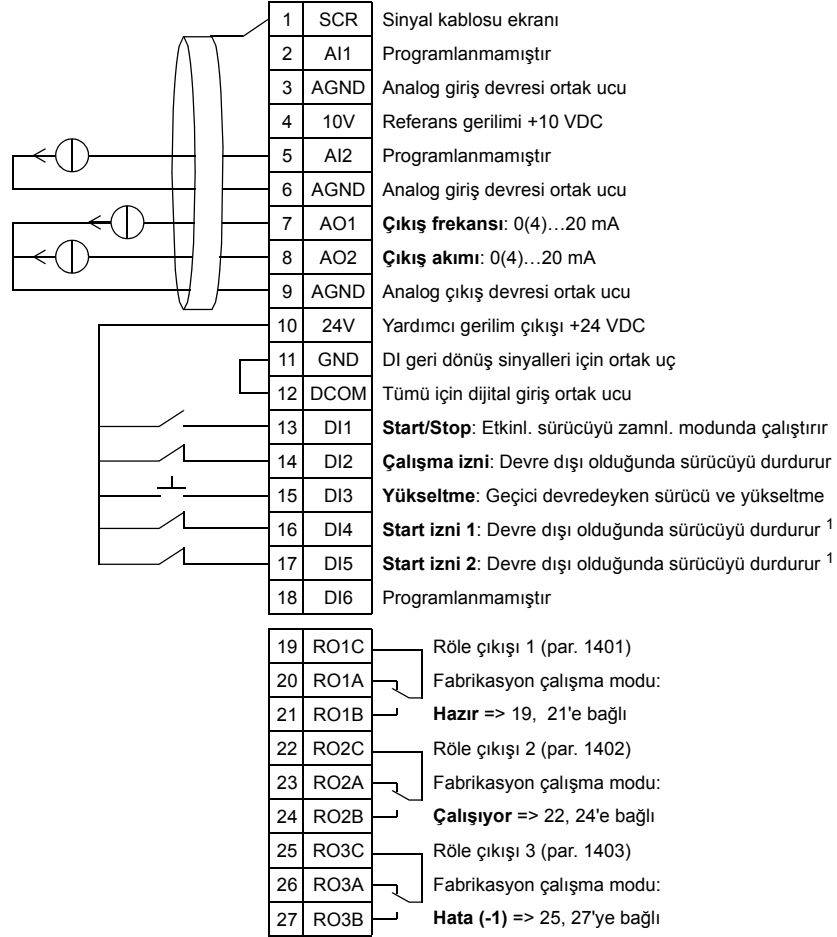 1 SCR Sinyal kablosu ekranı
2 AI1 Programlanmamıştır
3 AGND Analog giriş devresi ortak ucu
4 10V Referans gerilimi +10 VDC
5 AI2 Programlanmamıştır
6 AGND Analog giriş devresi ortak ucu
7 AO1 Çıkış frekansı: 0(4)…20 mA
8 AO2 Çıkış akımı: 0(4)…20 mA
9 AGND Analog çıkış devresi ortak ucu
10 24V Yardımcı gerilim çıkışı +24 VDC
11 GND DI geri dönüş sinyalleri için ortak uç
12 DCOM Tümü için dijital giriş ortak ucu
13 DI1 Start/Stop: Etkinl. sürücüyü zamnl. modunda çalıştırır
14 DI2 Çalışma izni: Devre dışı olduğunda sürücüyü durdurur
15 DI3 Yükseltme: Geçici devredeyken sürücü ve yükseltme
16 DI4 Start izni 1: Devre dışı olduğunda sürücüyü durdurur 1
17 DI5 Start izni 2: Devre dışı olduğunda sürücüyü durdurur 1
18 DI6 Programlanmamıştır
19 RO1C Röle çıkışı 1 (par. 1401)
20 RO1A Fabrikasyon çalışma modu:
21 RO1B Hazır => 19, 21'e bağlı
22 RO2C Röle çıkışı 2 (par. 1402)
23 RO2A Fabrikasyon çalışma modu:
24 RO2B Çalışıyor => 22, 24'e bağlı
25 RO3C Röle çıkışı 3 (par. 1403)
26 RO3A Fabrikasyon çalışma modu:
27 RO3B Hata (-1) => 25, 27'ye bağlı